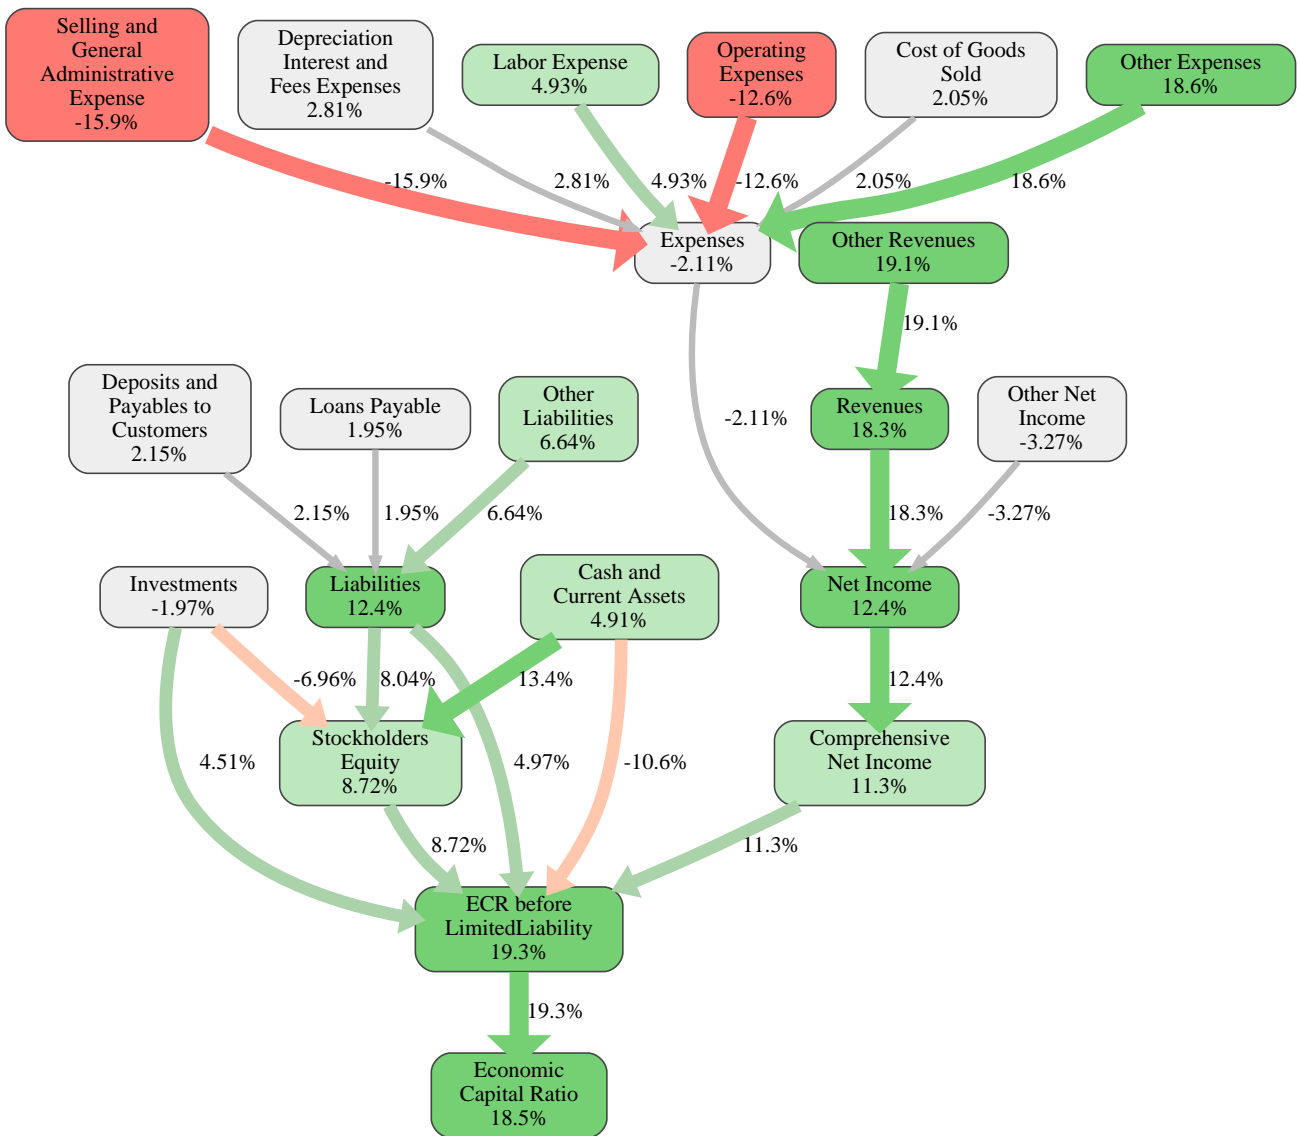 Selling and
General
Administrative
Expense
-15.9%
Depreciation
Interest and
Fees Expenses
2.81%
Labor Expense
4.93%
Operating
Expenses
-12.6%
Cost of Goods
Sold
2.05%
Other Expenses
18.6%
-15.9%
2.81%
4.93%
-12.6%
2.05%
18.6%
Expenses
-2.11%
Other Revenues
19.1%
19.1%
Deposits and
Payables to
Customers
2.15%
Loans Payable
1.95%
Other
Liabilities
6.64%
-2.11%
Revenues
18.3%
Other Net
Income
-3.27%
2.15%
1.95%
6.64%
18.3%
-3.27%
Investments
-1.97%
Liabilities
12.4%
Cash and
Current Assets
4.91%
Net Income
12.4%
-6.96%
8.04%
13.4%
12.4%
4.51%
Stockholders
Equity
8.72%
4.97%
-10.6%
Comprehensive
Net Income
11.3%
8.72%
11.3%
ECR before
LimitedLiability
19.3%
19.3%
Economic
Capital Ratio
18.5%